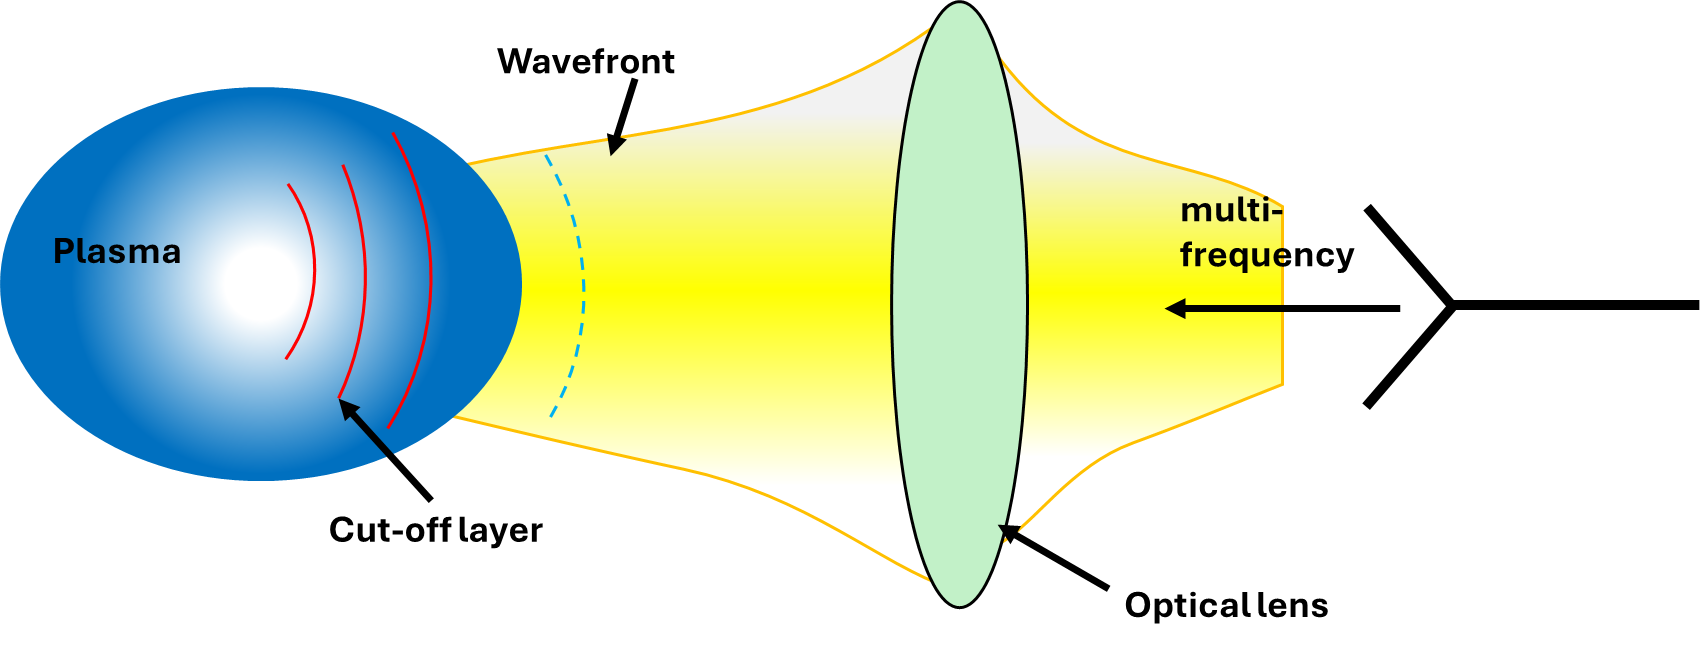 Wavefront
Plasma
multi-
frequency
Cut-off layer
Optical lens